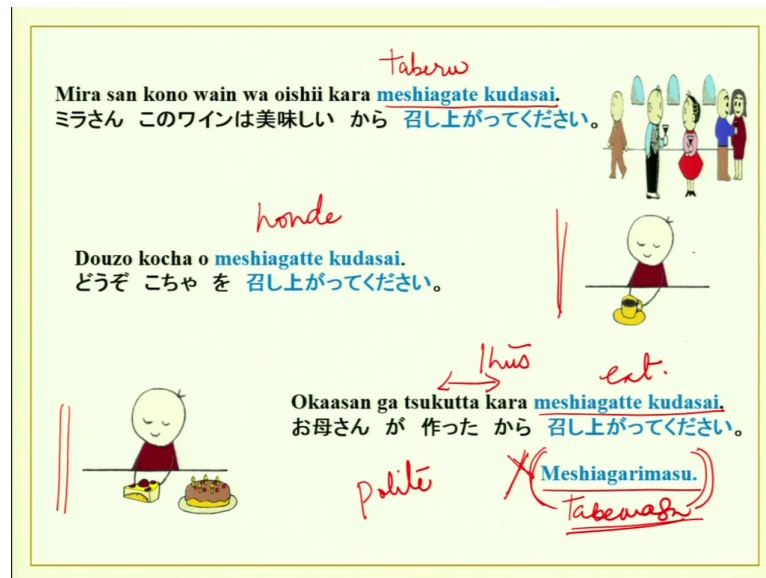 taberu
Mira san kono wain wa oishii kara meshiagate kudasai.
ミラさん このワインは美味しい から 召し上がってください。
honde
Douzo kocha o meshiagatte kudasai.
どうぞ こちゃ を 召し上がってください。
eat.
Okaasan ga tsukutta kara meshiagatte kudasai.
お母さん が 作った から 召し上がってください。
Polite
Meshiagarimasu.
Tabemasu